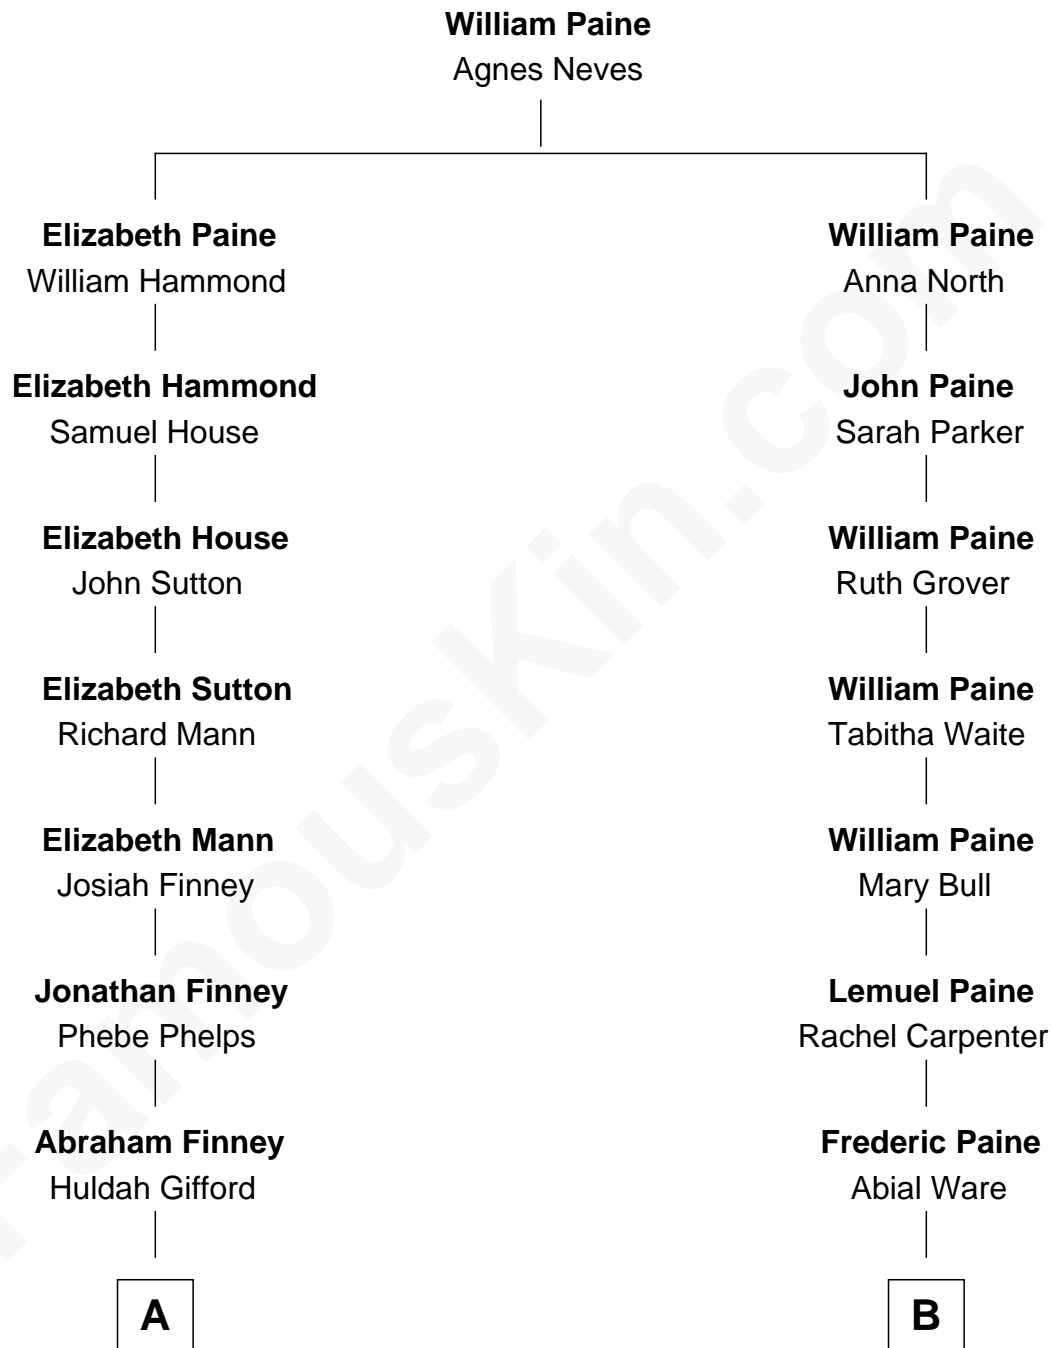 William Paine
Agnes Neves
Elizabeth Paine
William Hammond
William Paine
Anna North
Elizabeth Hammond
Samuel House
John Paine
Sarah Parker
Elizabeth House
John Sutton
William Paine
Ruth Grover
Elizabeth Sutton
Richard Mann
William Paine
Tabitha Waite
Elizabeth Mann
Josiah Finney
William Paine
Mary Bull
Jonathan Finney
Phebe Phelps
Lemuel Paine
Rachel Carpenter
Abraham Finney
Huldah Gifford
Frederic Paine
Abial Ware
A
B
FamousKin.com